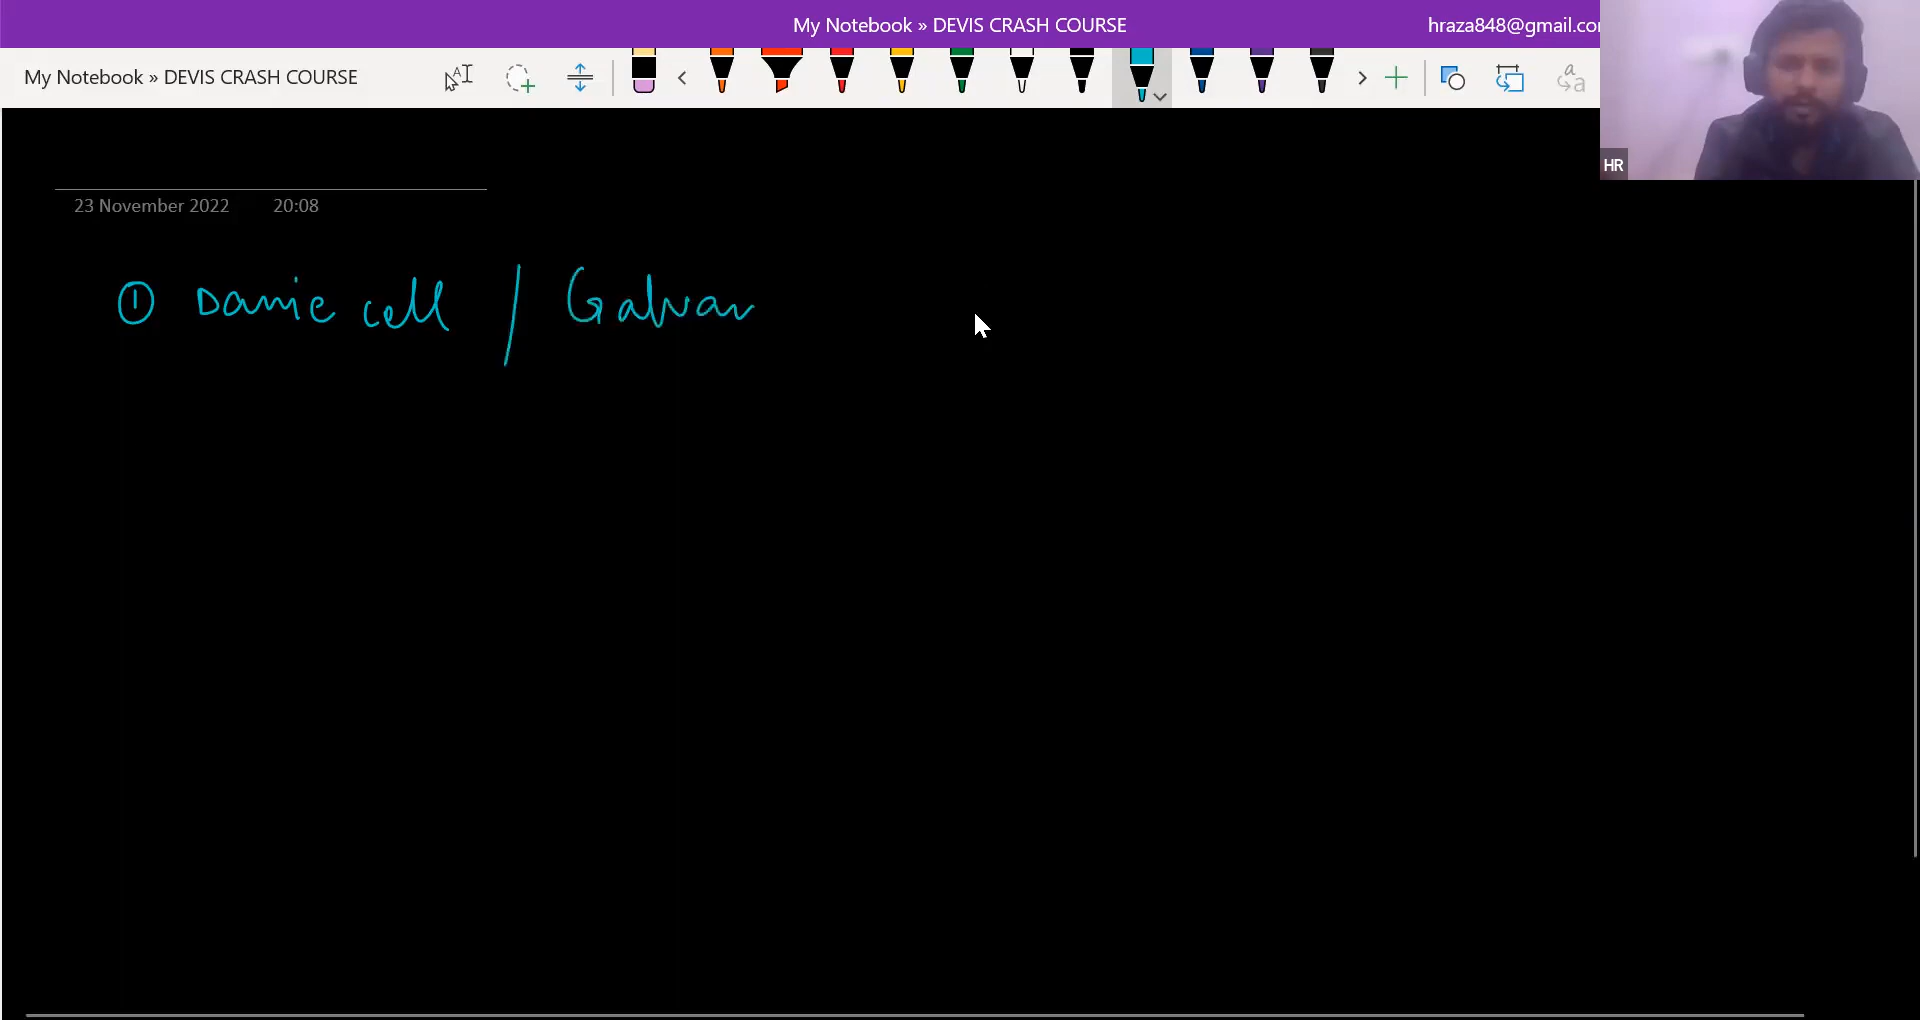 My Notebook » DEVIS CRASH COURSE hraza848@gmail.co
My Notebook » DEVIS CRASH COURSE
HR
23 November 2022 20:08
① Danie cell / Galvan